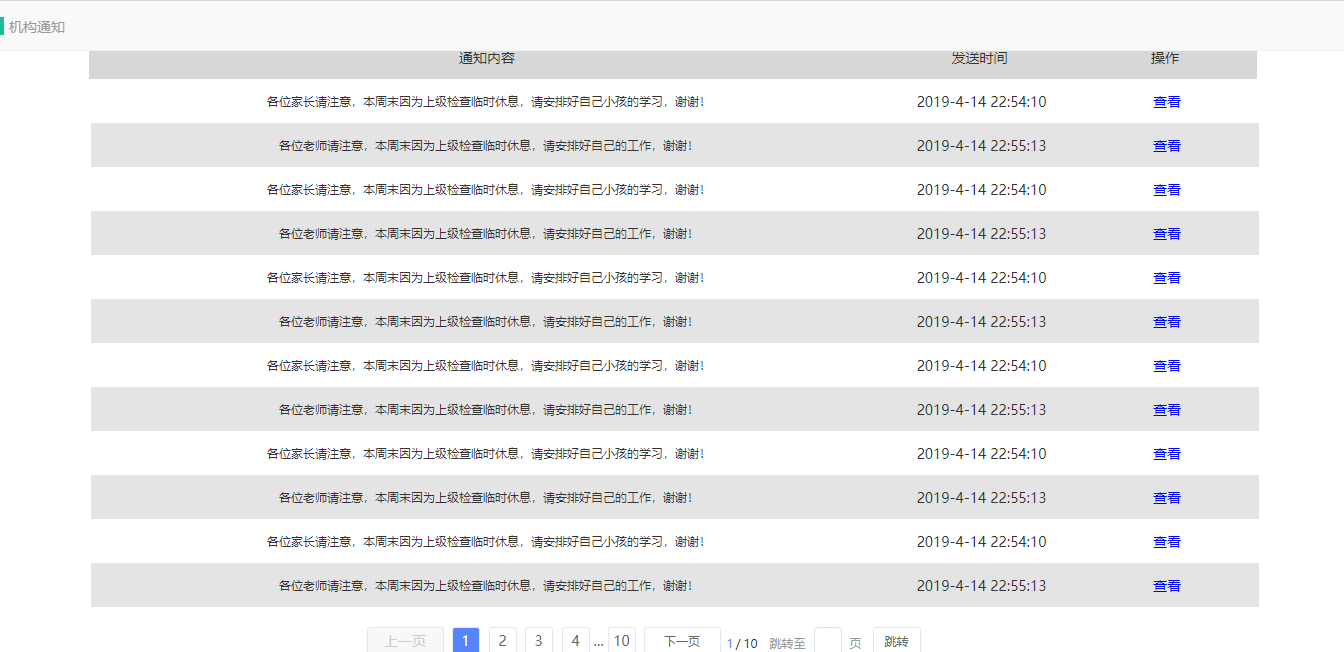 机构通知
通知内容 发送时间 操作
各位家长请注意，本周末因为上级检查临时休息，请安排好自己小孩的学习，谢谢！ 2019-4-14 22:54:10 查看
各位老师请注意，本周末因为上级检查临时休息，请安排好自己的工作，谢谢！ 2019-4-14 22:55:13 查看
各位家长请注意，本周末因为上级检查临时休息，请安排好自己小孩的学习，谢谢！ 2019-4-14 22:54:10 查看
各位老师请注意，本周末因为上级检查临时休息，请安排好自己的工作，谢谢！ 2019-4-14 22:55:13 查看
各位家长请注意，本周末因为上级检查临时休息，请安排好自己小孩的学习，谢谢！ 2019-4-14 22:54:10 查看
各位老师请注意，本周末因为上级检查临时休息，请安排好自己的工作，谢谢！ 2019-4-14 22:55:13 查看
各位家长请注意，本周末因为上级检查临时休息，请安排好自己小孩的学习，谢谢！ 2019-4-14 22:54:10 查看
各位老师请注意，本周末因为上级检查临时休息，请安排好自己的工作，谢谢！ 2019-4-14 22:55:13 查看
各位家长请注意，本周末因为上级检查临时休息，请安排好自己小孩的学习，谢谢！ 2019-4-14 22:54:10 查看
各位老师请注意，本周末因为上级检查临时休息，请安排好自己的工作，谢谢！ 2019-4-14 22:55:13 查看
各位家长请注意，本周末因为上级检查临时休息，请安排好自己小孩的学习，谢谢！ 2019-4-14 22:54:10 查看
各位老师请注意，本周末因为上级检查临时休息，请安排好自己的工作，谢谢！ 2019-4-14 22:55:13 查看
上一页 1 2 3 4 ... 10 下一页 1 / 10 跳转至 页 跳转